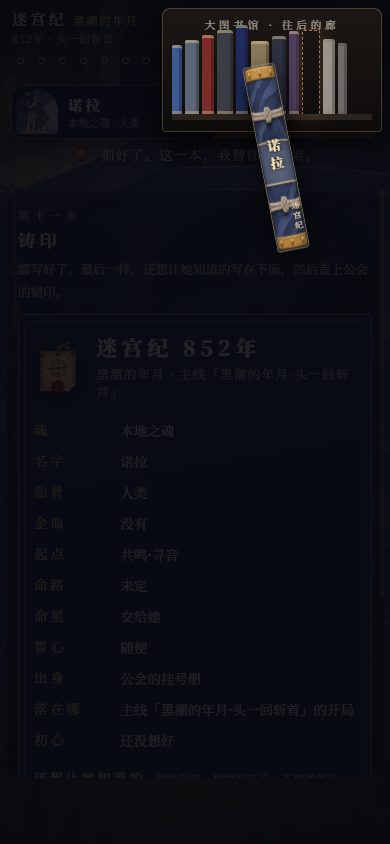 迷宫纪 黑潮的年月
852年·头一回斩首
大图书馆 · 往后的廊
诺拉
本地之魂·人类
诺拉
迷宫纪
刻好了。这一本，我替你
第十一步
铸印
都写好了。最后一样，还想让她知道的写在下面，然后盖上公会
的蜡印。
迷宫纪 852年
黑潮的年月 · 主线「黑潮的年月·头一回斩
首」
魂 本地之魂
名字 诺拉
胎骨 人类
金血 没有
起点 共鸣·寻音
命路 未定
命星 交给她
誓心 随便
出身 公会的挂号册
落在哪 主线「黑潮的年月·头一回斩首」的开局
初心 还没想好
还想让她知道的